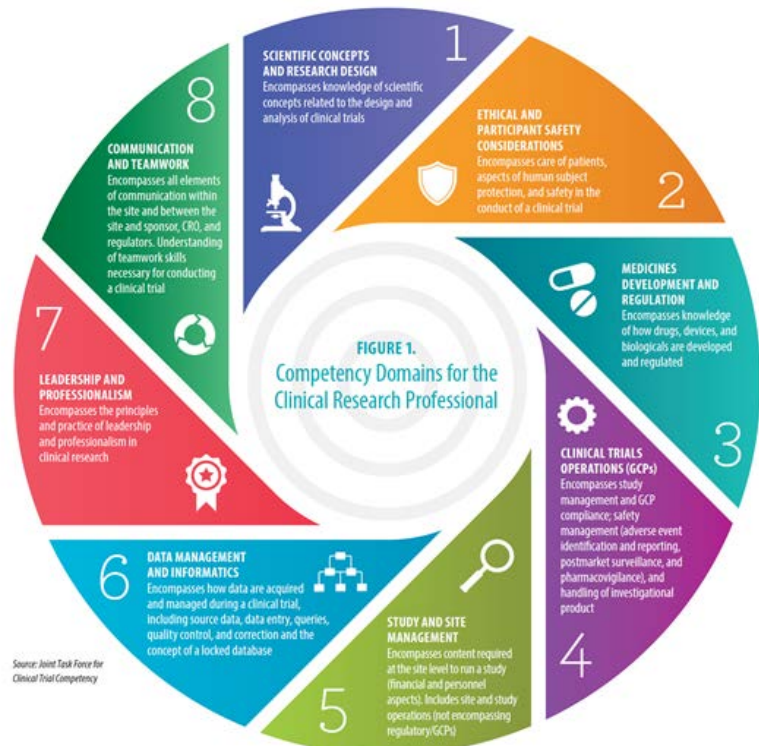 1
SCIENTIFIC CONCEPTS
AND RESEARCH DESIGN
Encompasses knowledge of scientific
concepts related to the design and
analysis of clinical trials
2
ETHICAL AND
PARTICIPANT SAFETY
CONSIDERATIONS
Encompasses care of patients,
aspects of human subject
protection, and safety in the
conduct of a clinical trial
3
MEDICINES
DEVELOPMENT AND
REGULATION
Encompasses knowledge
of how drugs, devices, and
biologicals are developed
and regulated
4
CLINICAL TRIALS
OPERATIONS (GCPs)
Encompasses study
management and GCP
compliance; safety
management (adverse event
identification and reporting,
postmarket surveillance, and
pharmacovigilance), and
handling of investigational
product
5
STUDY AND SITE
MANAGEMENT
Encompasses content required
at the site level to run a study
(financial and personnel
aspects). Includes site and study
operations (not encompassing
regulatory/GCPs)
6
DATA MANAGEMENT
AND INFORMATICS
Encompasses how data are acquired
and managed during a clinical trial,
including source data, data entry, queries,
quality control, and correction and the
concept of a locked database
7
LEADERSHIP AND
PROFESSIONALISM
Encompasses the principles
and practice of leadership
and professionalism in
clinical research
8
COMMUNICATION
AND TEAMWORK
Encompasses all elements
of communication within
the site and between the
site and sponsor, CRO, and
regulators. Understanding
of teamwork skills
necessary for conducting
a clinical trial
FIGURE 1.
Competency Domains for the
Clinical Research Professional
Source: Joint Task Force for
Clinical Trial Competency